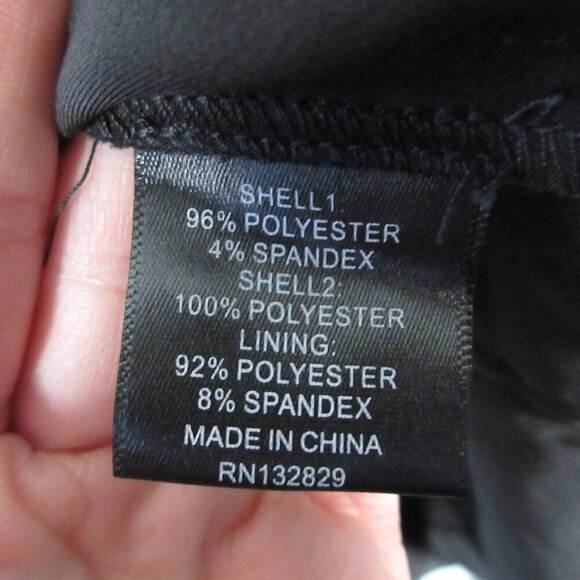 SHELL1:
96% POLYESTER
4% SPANDEX
SHELL2:
100% POLYESTER
LINING:
92% POLYESTER
8% SPANDEX
MADE IN CHINA
RN132829